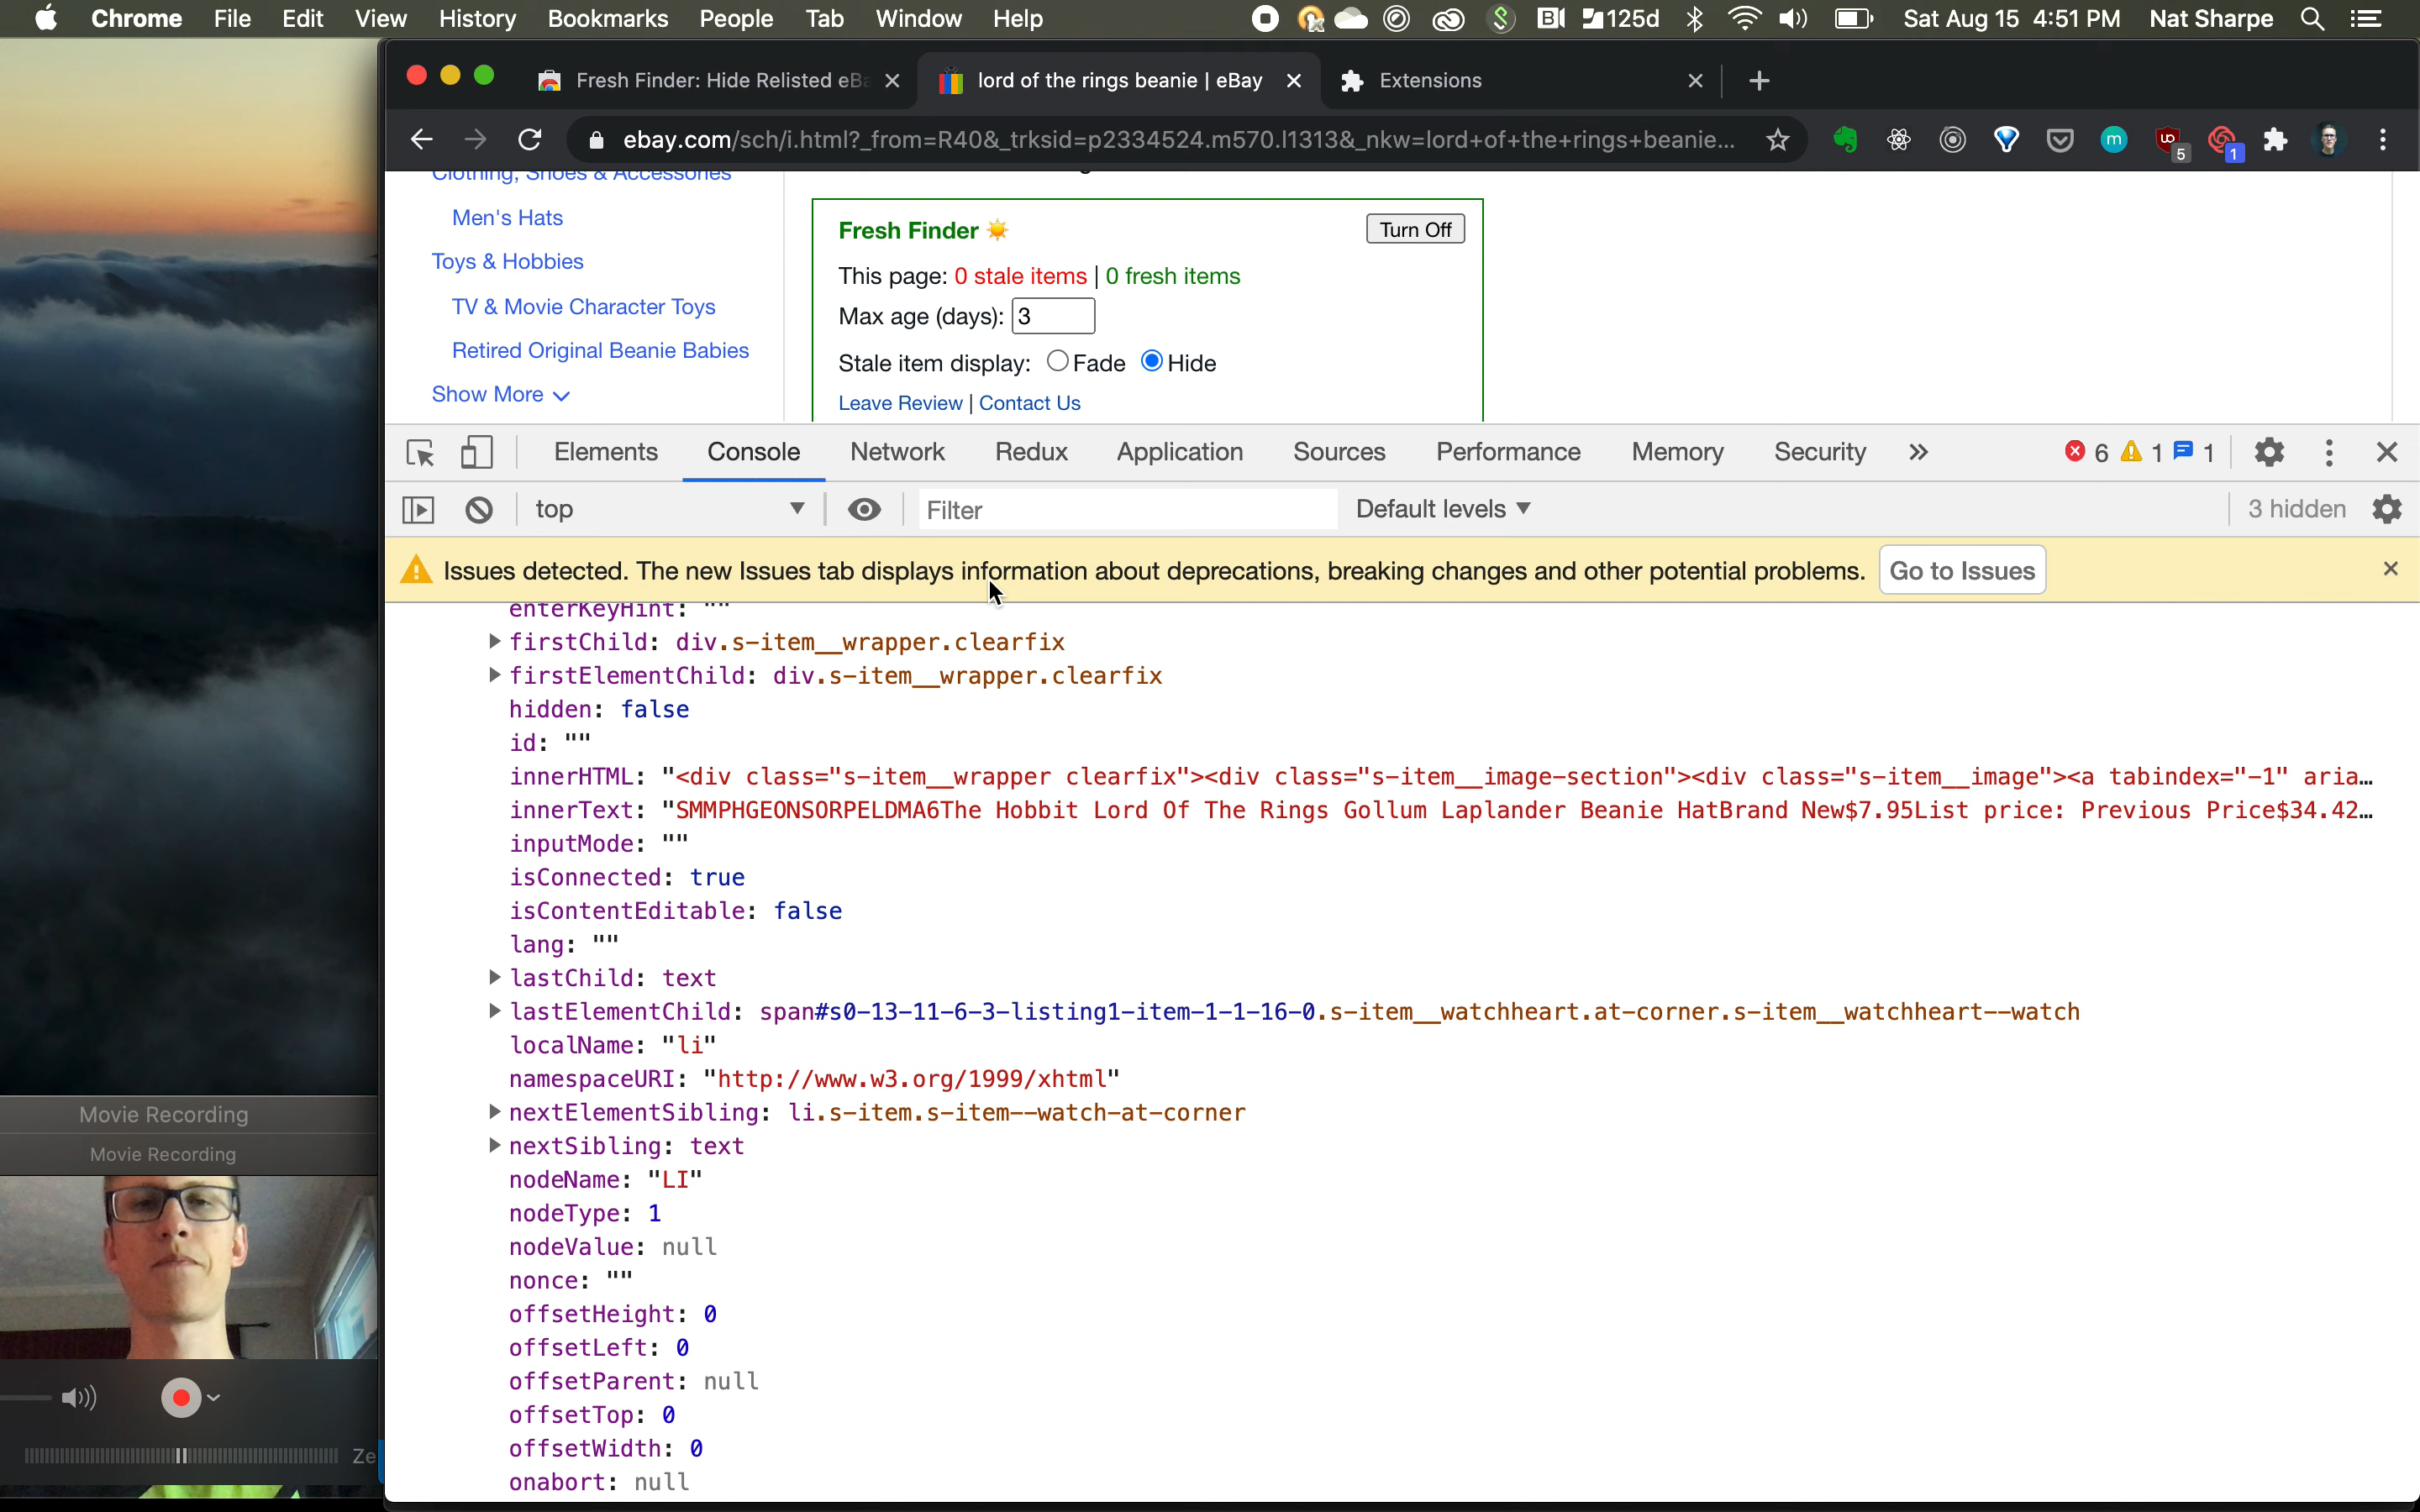 Chrome File Edit View History Bookmarks People Tab Window Help 125d Sat Aug 15 4:51 PM Nat Sharpe
Fresh Finder: Hide Relisted eBa
lord of the rings beanie | eBay
Extensions
ebay.com/sch/i.html?_from=R40&_trksid=p2334524.m570.l1313&_nkw=lord+of+the+rings+beanie...
m
5
1
Clothing, Shoes & Accessories
Men's Hats
Toys & Hobbies
TV & Movie Character Toys
Retired Original Beanie Babies
Show More
Fresh Finder
Turn Off
This page: 0 stale items | 0 fresh items
Max age (days): 3
Stale item display: Fade Hide
Leave Review | Contact Us
Elements Console Network Redux Application Sources Performance Memory Security » 6 1 1
top Filter Default levels ▼ 3 hidden
Issues detected. The new Issues tab displays information about deprecations, breaking changes and other potential problems. Go to Issues
enterKeyHint: ""
firstChild: div.s-item__wrapper.clearfix
firstElementChild: div.s-item__wrapper.clearfix
hidden: false
id: ""
innerHTML: "<div class="s-item__wrapper clearfix"><div class="s-item__image-section"><div class="s-item__image"><a tabindex="-1" aria…
innerText: "SMMPHGEONSORPELDMA6The Hobbit Lord Of The Rings Gollum Laplander Beanie HatBrand New$7.95List price: Previous Price$34.42…
inputMode: ""
isConnected: true
isContentEditable: false
lang: ""
lastChild: text
lastElementChild: span#s0-13-11-6-3-listing1-item-1-1-16-0.s-item__watchheart.at-corner.s-item__watchheart--watch
localName: "li"
namespaceURI: "http://www.w3.org/1999/xhtml"
nextElementSibling: li.s-item.s-item--watch-at-corner
nextSibling: text
nodeName: "LI"
nodeType: 1
nodeValue: null
nonce: ""
offsetHeight: 0
offsetLeft: 0
offsetParent: null
offsetTop: 0
offsetWidth: 0
onabort: null
Movie Recording
Movie Recording
Ze